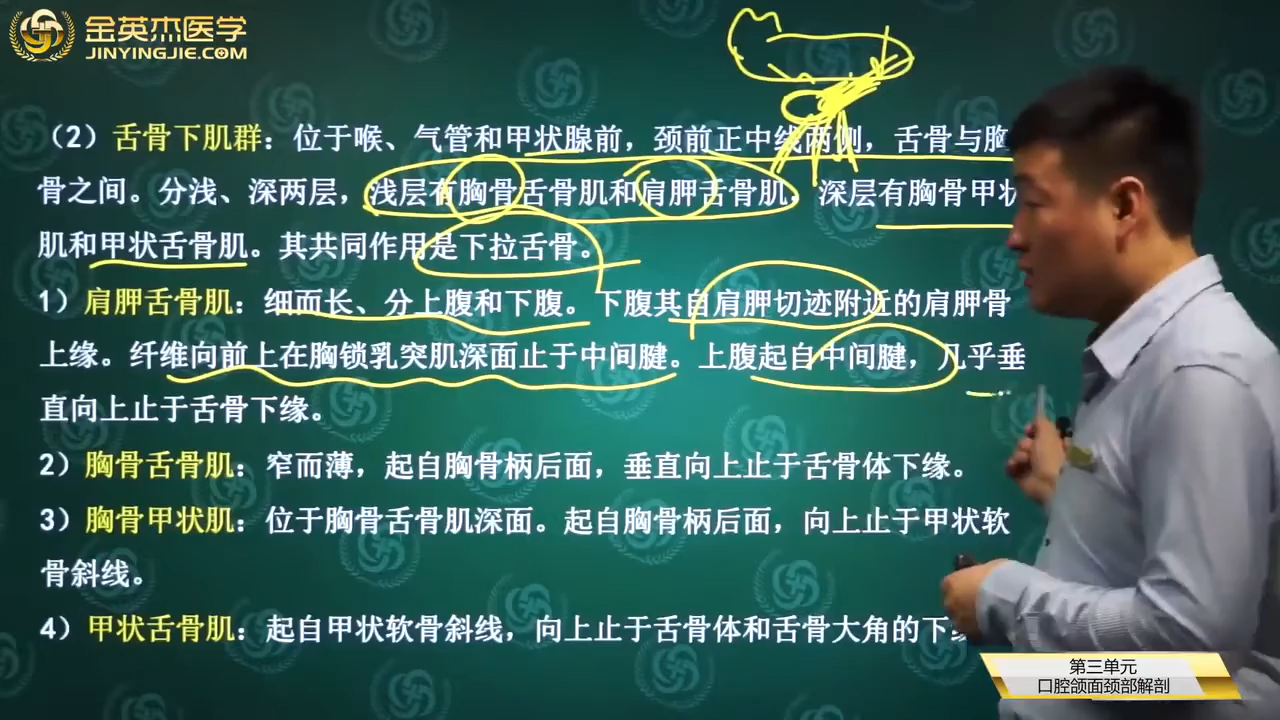 金英杰医学
JINYINGJIE.COM
（2）舌骨下肌群：位于喉、气管和甲状腺前，颈前正中线两侧，舌骨与胸
骨之间。分浅、深两层，浅层有胸骨舌骨肌和肩胛舌骨肌，深层有胸骨甲状
肌和甲状舌骨肌。其共同作用是下拉舌骨。
1）肩胛舌骨肌：细而长、分上腹和下腹。下腹其自肩胛切迹附近的肩胛骨
上缘。纤维向前上在胸锁乳突肌深面止于中间腱。上腹起自中间腱，几乎垂
直向上止于舌骨下缘。
2）胸骨舌骨肌：窄而薄，起自胸骨柄后面，垂直向上止于舌骨体下缘。
3）胸骨甲状肌：位于胸骨舌骨肌深面。起自胸骨柄后面，向上止于甲状软
骨斜线。
4）甲状舌骨肌：起自甲状软骨斜线，向上止于舌骨体和舌骨大角的下
第三单元
口腔颌面颈部解剖